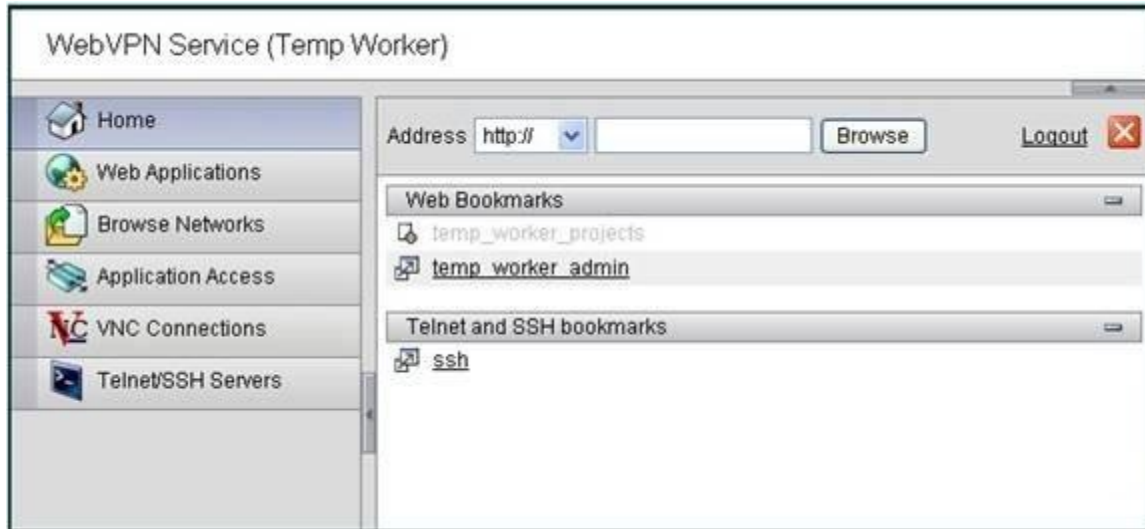 WebVPN Service (Temp Worker)
Home
Web Applications
Browse Networks
Application Access
VNC Connections
Telnet/SSH Servers
Address http:// Browse Logout
Web Bookmarks
temp_worker_projects
temp_worker_admin
Telnet and SSH bookmarks
ssh